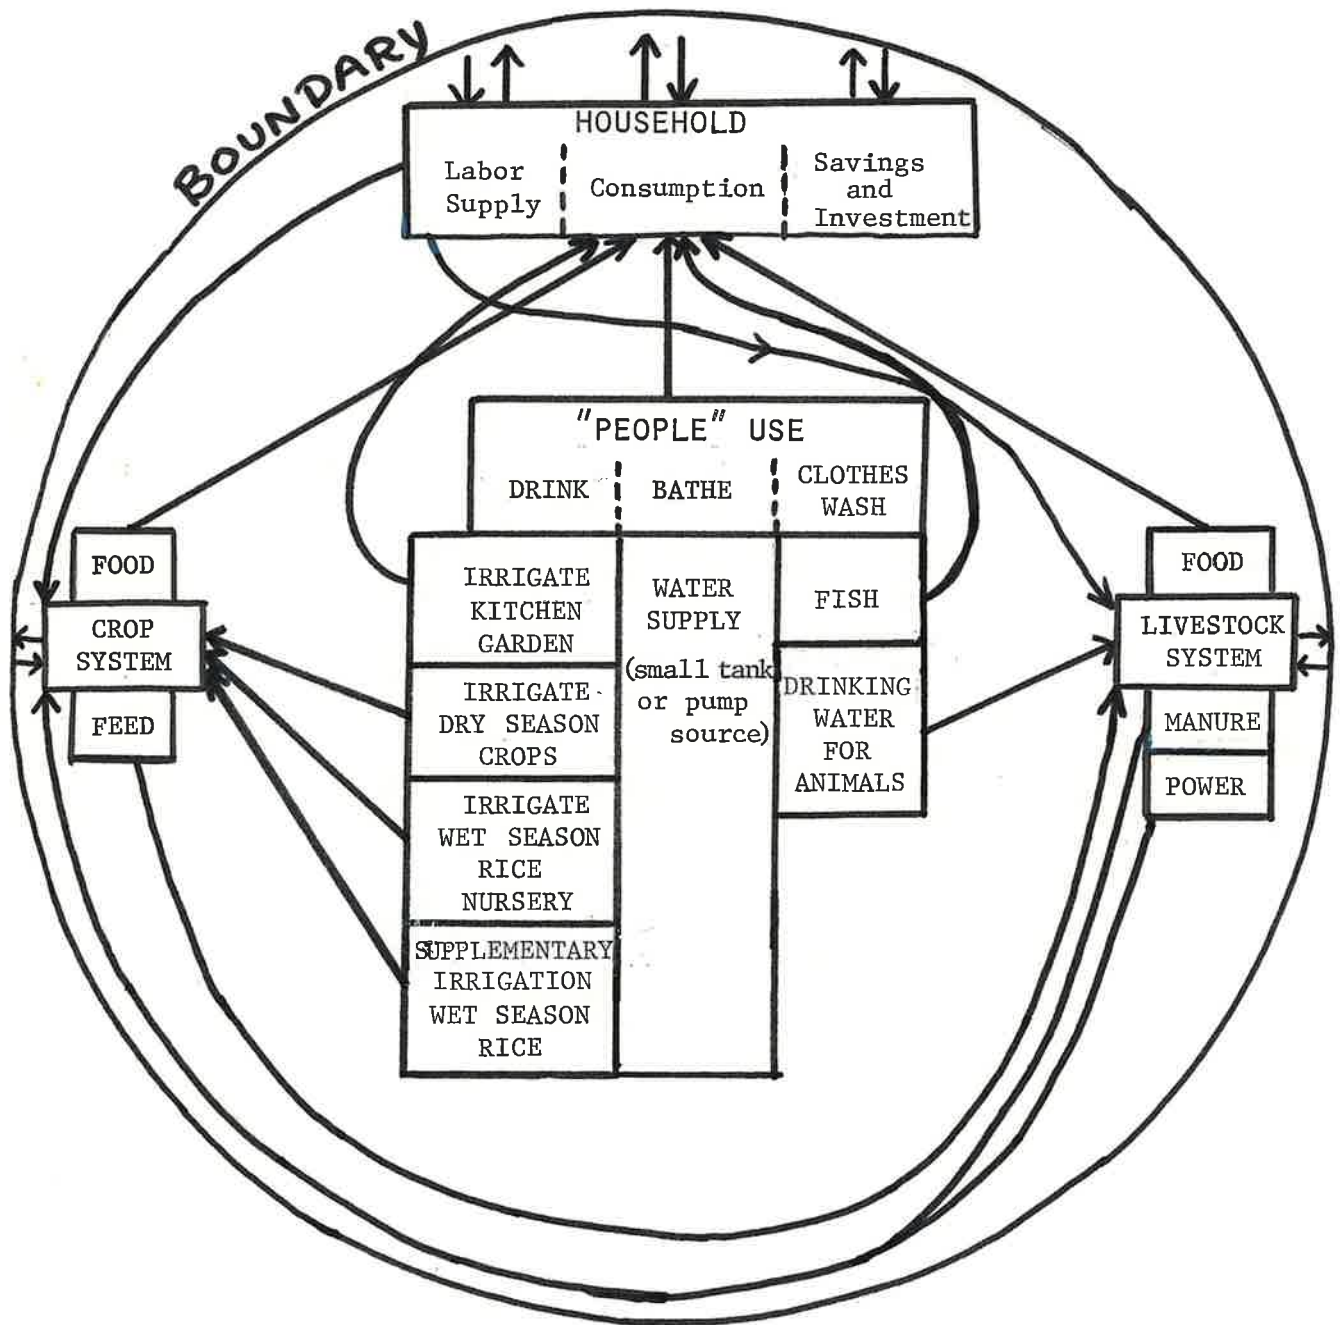 BOUNDARY
HOUSEHOLD
Labor
Supply
Consumption
Savings
and
Investment
"PEOPLE" USE
DRINK
BATHE
CLOTHES
WASH
FOOD
CROP
SYSTEM
FEED
IRRIGATE
KITCHEN
GARDEN
IRRIGATE
DRY SEASON
CROPS
IRRIGATE
WET SEASON
RICE
NURSERY
SUPPLEMENTARY
IRRIGATION
WET SEASON
RICE
WATER
SUPPLY
(small tank
or pump
source)
FISH
DRINKING
WATER
FOR
ANIMALS
FOOD
LIVESTOCK
SYSTEM
MANURE
POWER